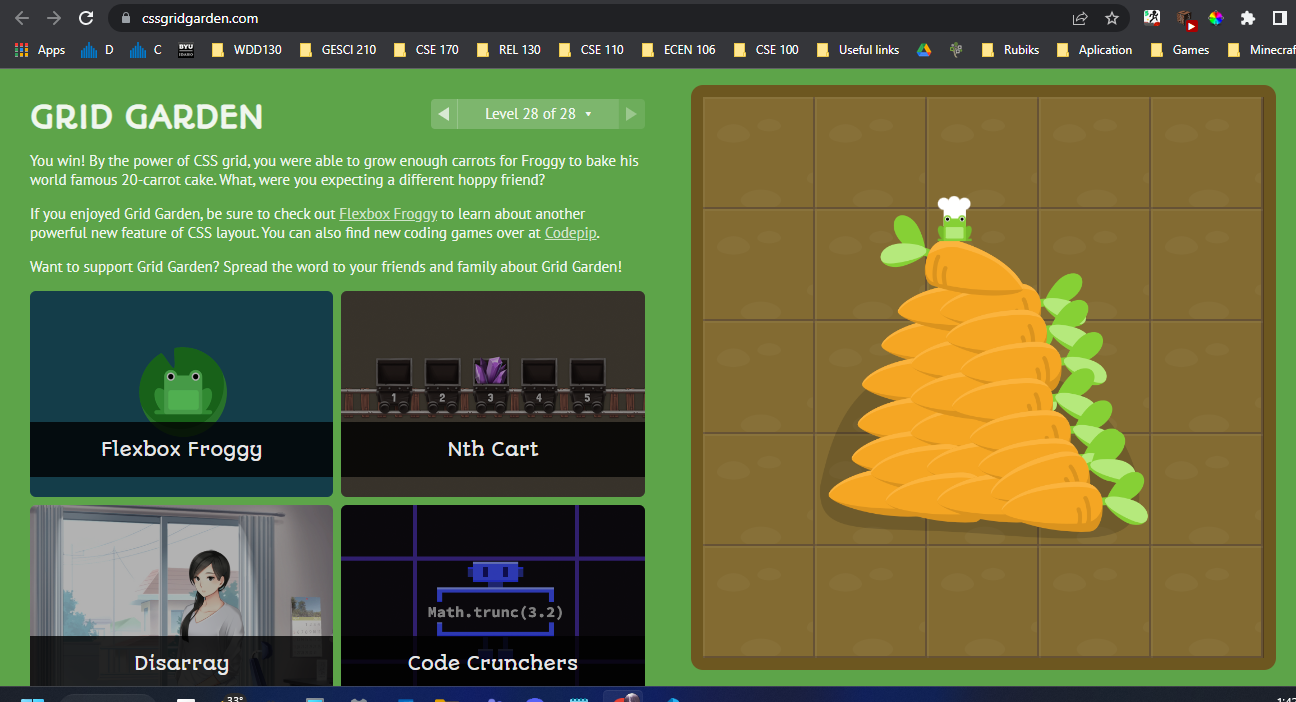 cssgridgarden.com
Apps D C BYU IDAHO WDD130 GESCI 210 CSE 170 REL 130 CSE 110 ECEN 106 CSE 100 Useful links Rubiks Aplication Games Minecraf
GRID GARDEN
Level 28 of 28
You win! By the power of CSS grid, you were able to grow enough carrots for Froggy to bake his
world famous 20-carrot cake. What, were you expecting a different hoppy friend?
If you enjoyed Grid Garden, be sure to check out Flexbox Froggy to learn about another
powerful new feature of CSS layout. You can also find new coding games over at Codepip.
Want to support Grid Garden? Spread the word to your friends and family about Grid Garden!
Flexbox Froggy
1 2 3 4 5
Nth Cart
Disarray
Math.trunc(3.2)
Code Crunchers
33°